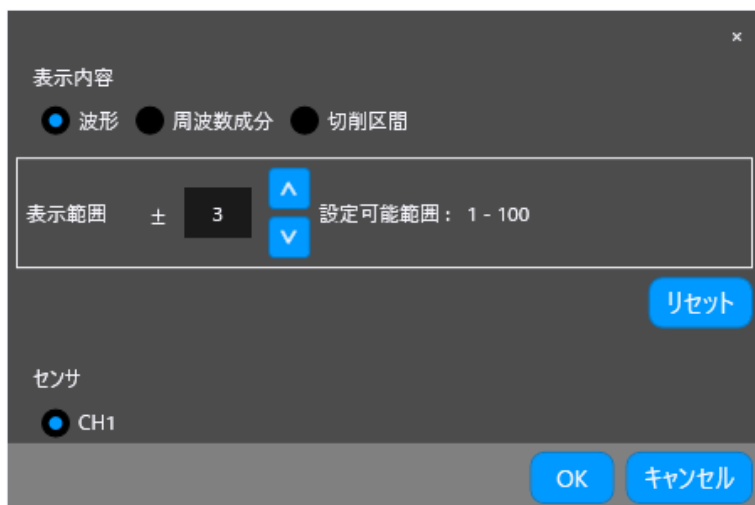 ×
表示内容
波形 周波数成分 切削区間
表示範囲 ± 3 設定可能範囲： 1 - 100
リセット
センサ
CH1
OK キャンセル